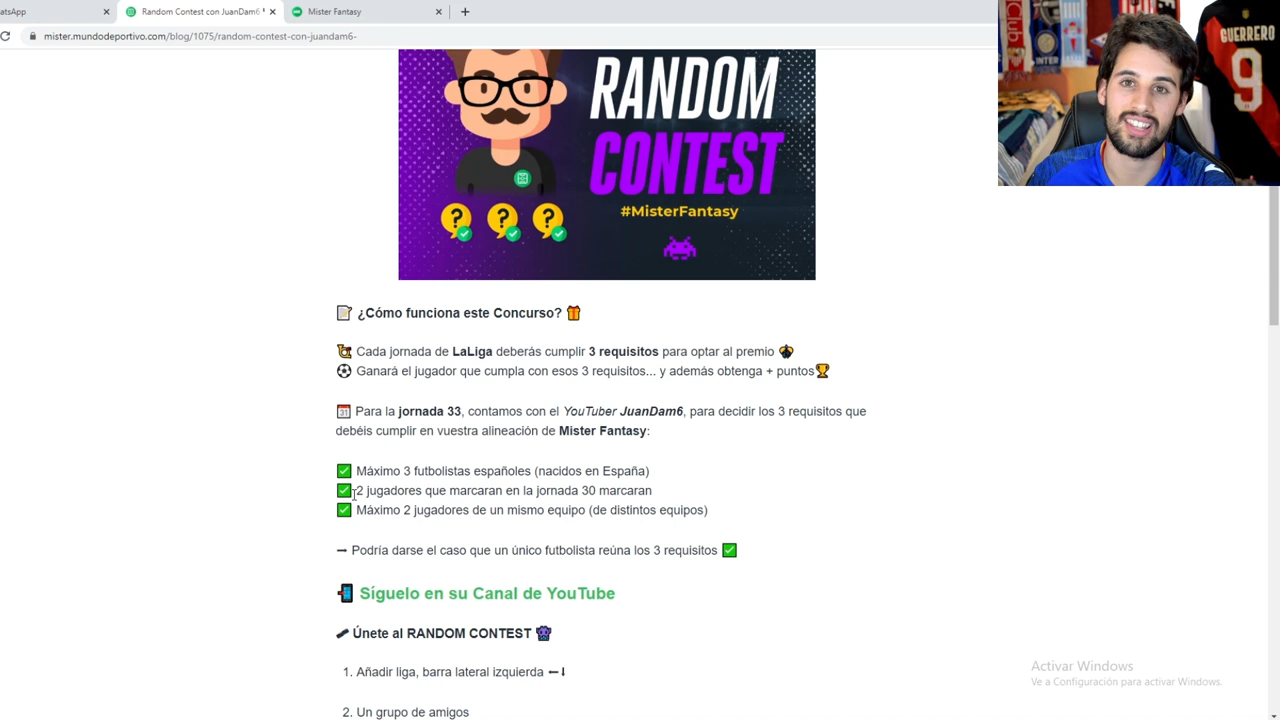 atsApp
Random Contest con JuanDam6
Mister Fantasy
mister.mundodeportivo.com/blog/1075/random-contest-con-juandam6-
RANDOM
CONTEST
#MisterFantasy
GUERRERO
9
INTER
¿Cómo funciona este Concurso?
Cada jornada de LaLiga deberás cumplir 3 requisitos para optar al premio
Ganará el jugador que cumpla con esos 3 requisitos... y además obtenga + puntos
Para la jornada 33, contamos con el YouTuber JuanDam6, para decidir los 3 requisitos que
debéis cumplir en vuestra alineación de Mister Fantasy:
Máximo 3 futbolistas españoles (nacidos en España)
2 jugadores que marcaran en la jornada 30 marcaran
Máximo 2 jugadores de un mismo equipo (de distintos equipos)
Podría darse el caso que un único futbolista reúna los 3 requisitos
Síguelo en su Canal de YouTube
Únete al RANDOM CONTEST
1. Añadir liga, barra lateral izquierda
2. Un grupo de amigos
Activar Windows
Ve a Configuración para activar Windows.